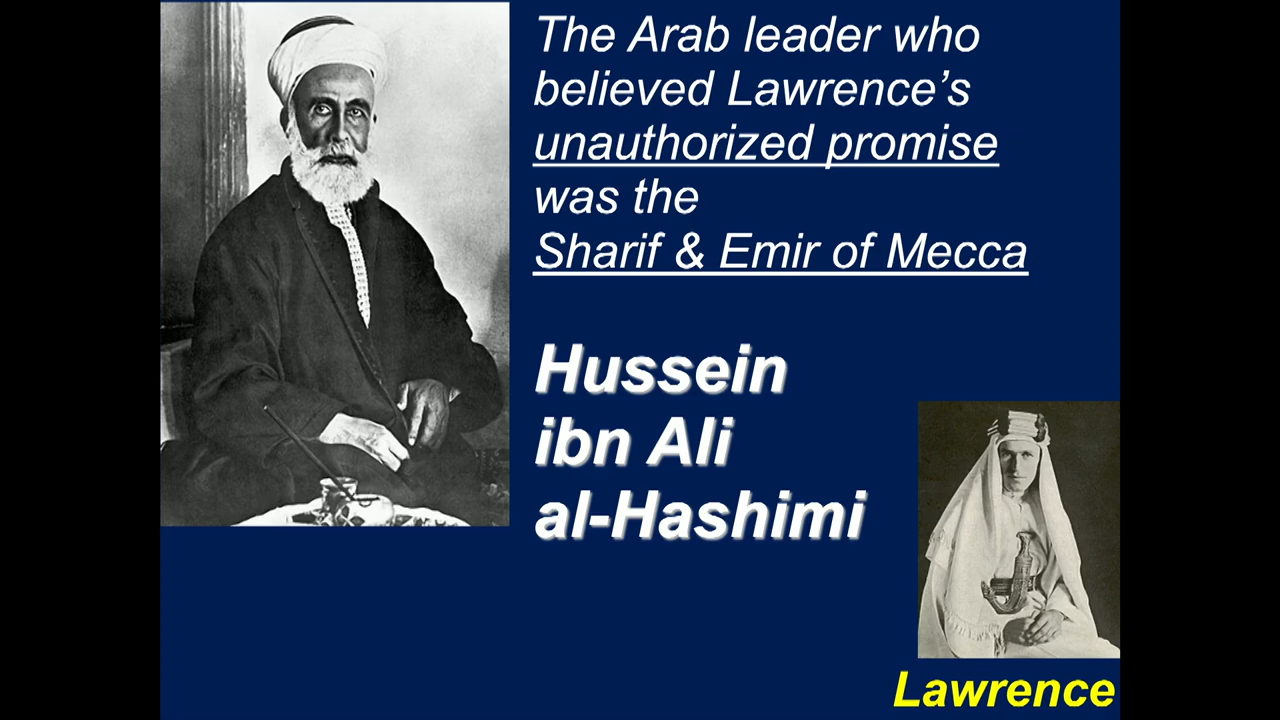 The Arab leader who
believed Lawrence’s
unauthorized promise
was the
Sharif & Emir of Mecca
Hussein
ibn Ali
al-Hashimi
Lawrence